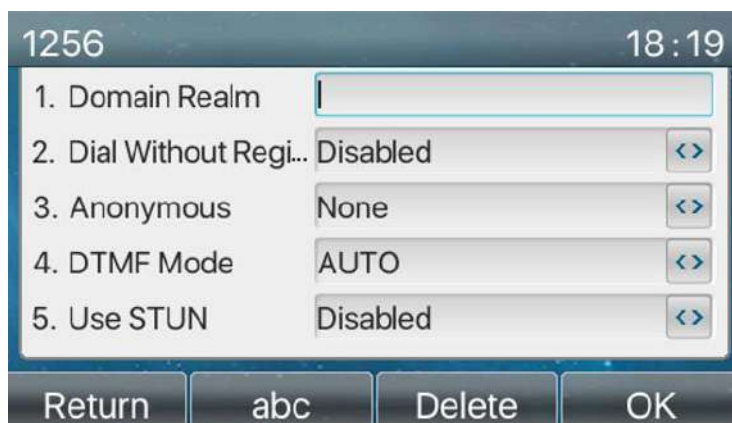 1256 18:19
1. Domain Realm
2. Dial Without Regi... Disabled
3. Anonymous None
4. DTMF Mode AUTO
5. Use STUN Disabled
Return abc Delete OK